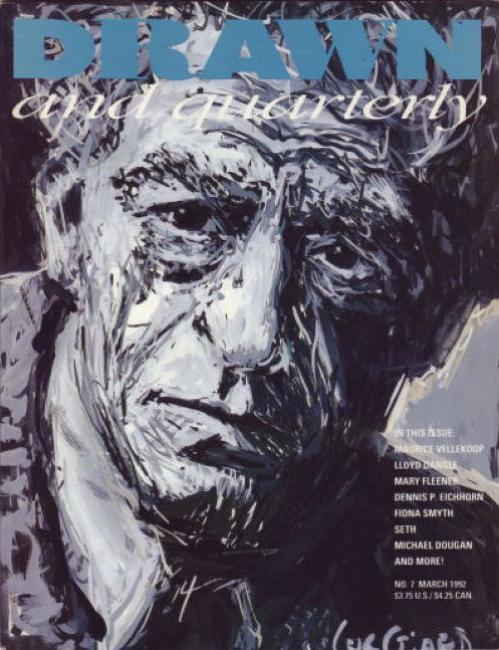 DRAWN
and quarterly
IN THIS ISSUE:
MAURICE VELLEKOOP
LLOYD DANGLE
MARY FLEENER
DENNIS P. EICHHORN
FIONA SMYTH
SETH
MICHAEL DOUGAN
AND MORE!
NO. 7 MARCH 1992
$3.75 U.S./$4.25 CAN.